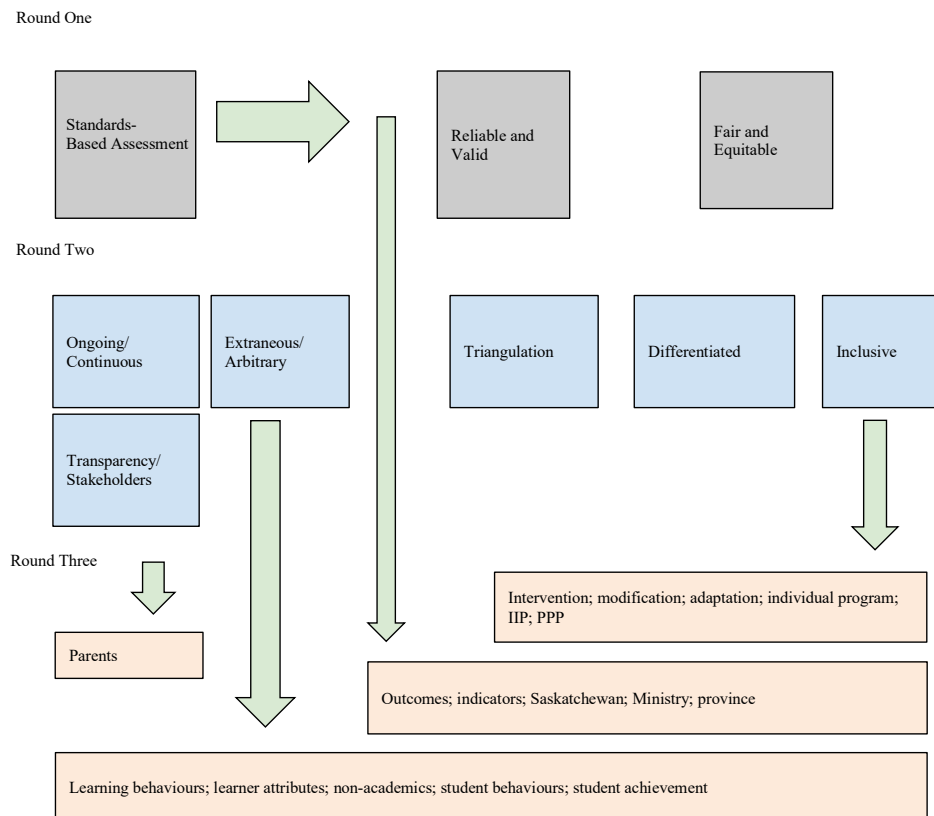 Round One
Standards-
Based Assessment
Reliable and
Valid
Fair and
Equitable
Round Two
Ongoing/
Continuous
Extraneous/
Arbitrary
Triangulation
Differentiated
Inclusive
Transparency/
Stakeholders
Round Three
Intervention; modification; adaptation; individual program;
IIP; PPP
Parents
Outcomes; indicators; Saskatchewan; Ministry; province
Learning behaviours; learner attributes; non-academics; student behaviours; student achievement